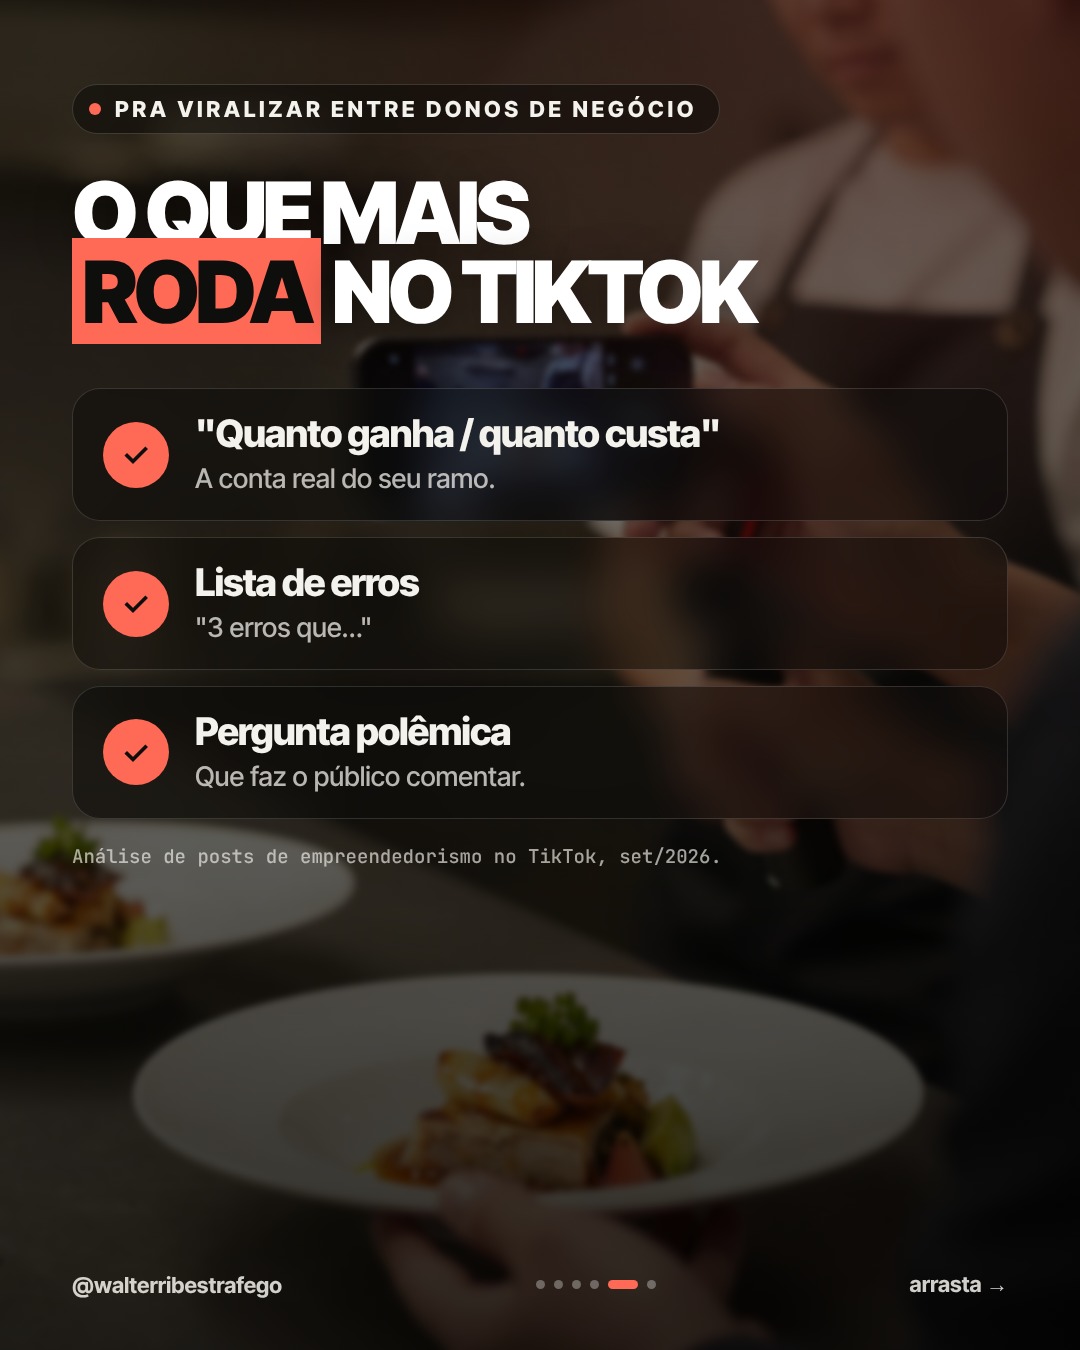 PRA VIRALIZAR ENTRE DONOS DE NEGÓCIO
O QUE MAIS
RODA NO TIKTOK
"Quanto ganha / quanto custa"
A conta real do seu ramo.
Lista de erros
"3 erros que..."
Pergunta polêmica
Que faz o público comentar.
Análise de posts de empreendedorismo no TikTok, set/2026.
@walterribestrafego
arrasta →